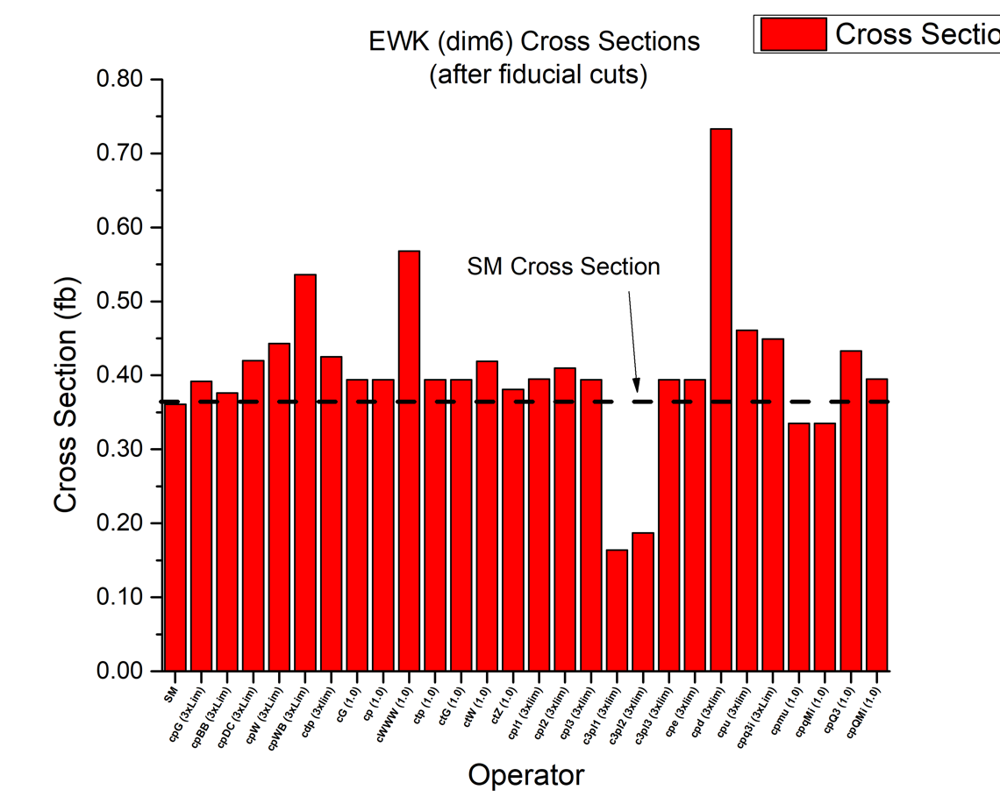 EWK (dim6) Cross Sections
(after fiducial cuts)
Cross Sectio
0.80
0.70
0.60
0.50
0.40
0.30
0.20
0.10
0.00
Cross Section (fb)
SM Cross Section
SM
cpG (3xLim)
cpBB (3xLim)
cpDC (3xLim)
cpW (3xLim)
cpWB (3xLim)
cdp (3xlim)
cG (1.0)
cp (1.0)
cWWW (1.0)
ctp (1.0)
ctG (1.0)
ctW (1.0)
ctZ (1.0)
cpl1 (3xlim)
cpl2 (3xlim)
cpl3 (3xlim)
c3pl1 (3xlim)
c3pl2 (3xlim)
c3pl3 (3xlim)
cpe (3xlim)
cpd (3xlim)
cpu (3xlim)
cpq3i (3xLim)
cpmu (1.0)
cpqMi (1.0)
cpQ3 (1.0)
cpQMi (1.0)
Operator